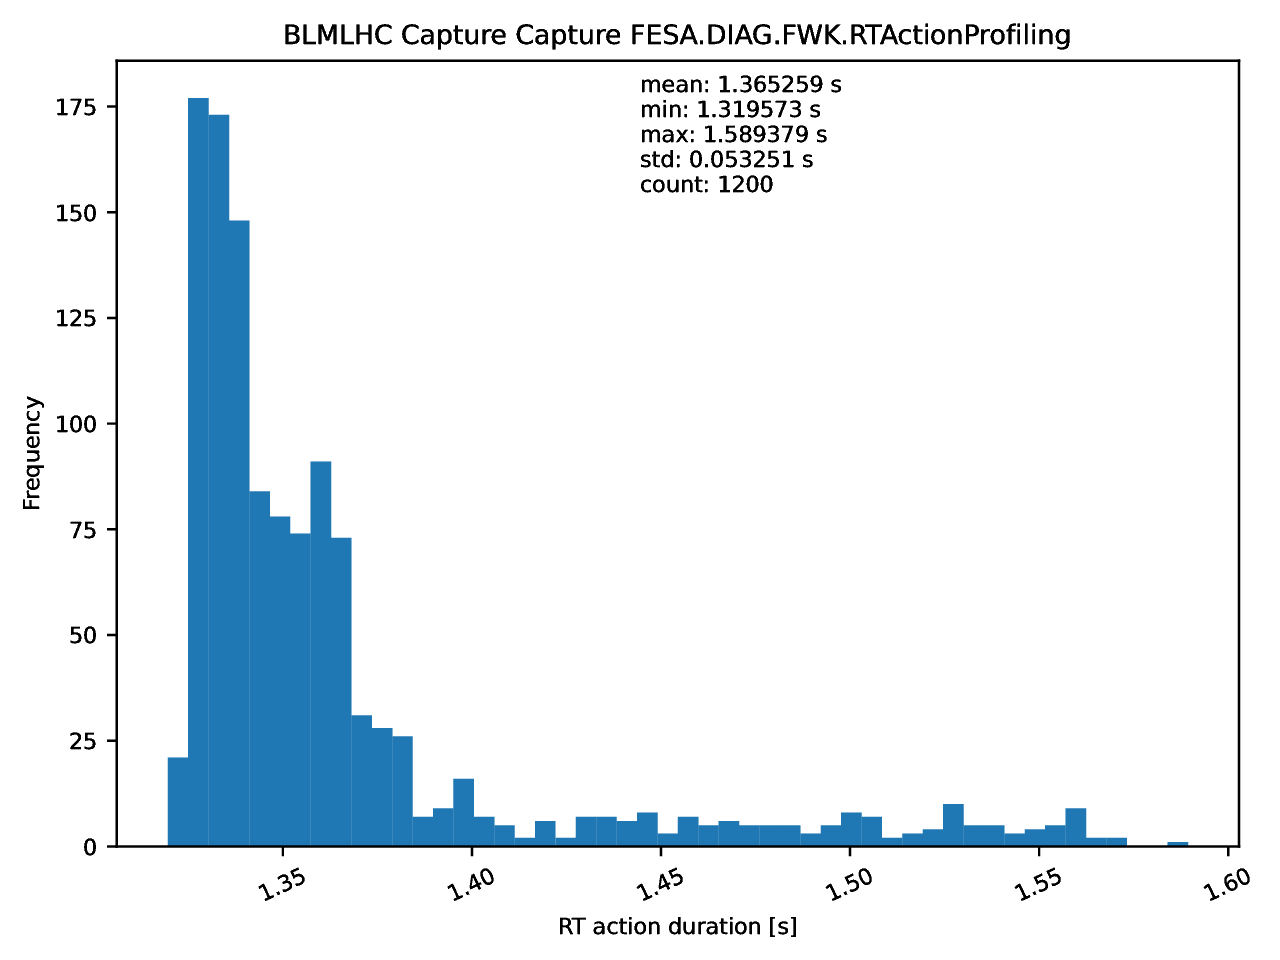 BLMLHC Capture Capture FESA.DIAG.FWK.RTActionProfiling
mean: 1.365259 s
min: 1.319573 s
max: 1.589379 s
std: 0.053251 s
count: 1200
175
150
125
100
75
50
25
0
Frequency
1.35
1.40
1.45
1.50
1.55
1.60
RT action duration [s]